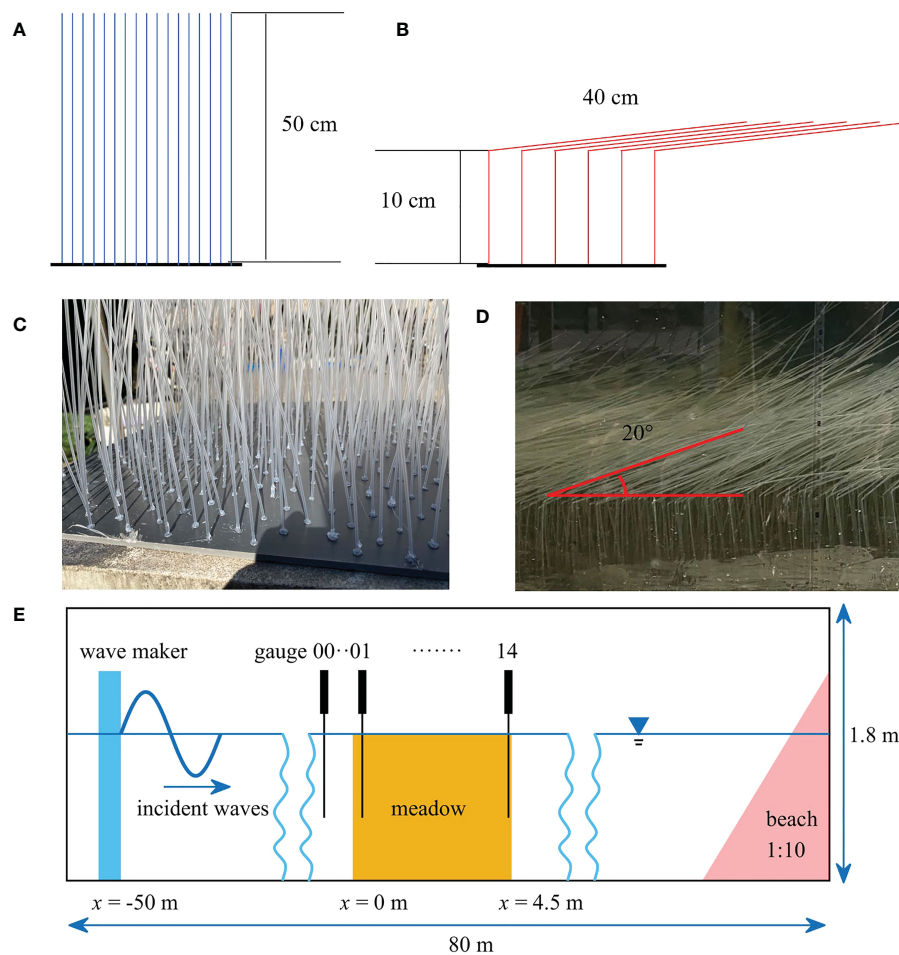 A
50 cm
B
40 cm
10 cm
C
D
20°
E
wave maker
gauge 00··01 ······· 14
incident waves
meadow
beach
1:10
1.8 m
x = -50 m
x = 0 m
x = 4.5 m
80 m